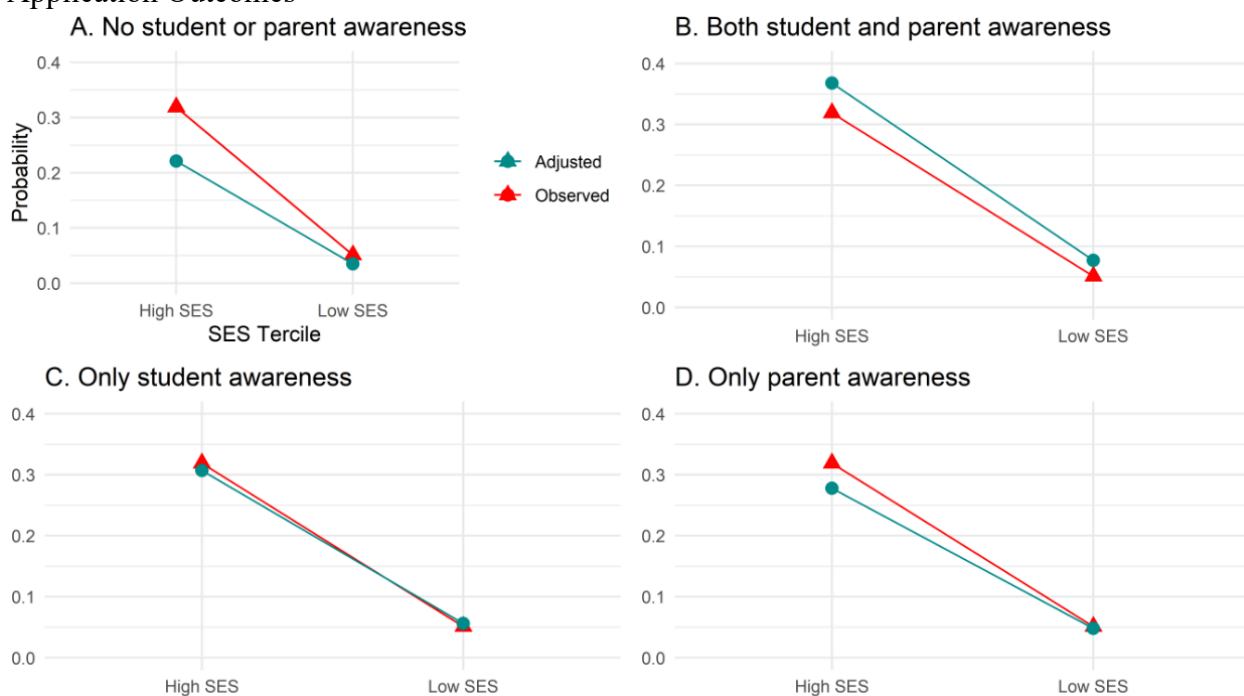 Application Outcomes
A. No student or parent awareness
0.4
0.3
0.2
0.1
0.0
Probability
High SES
Low SES
SES Tercile
Adjusted
Observed
B. Both student and parent awareness
0.4
0.3
0.2
0.1
0.0
High SES
Low SES
C. Only student awareness
0.4
0.3
0.2
0.1
0.0
High SES
Low SES
D. Only parent awareness
0.4
0.3
0.2
0.1
0.0
High SES
Low SES